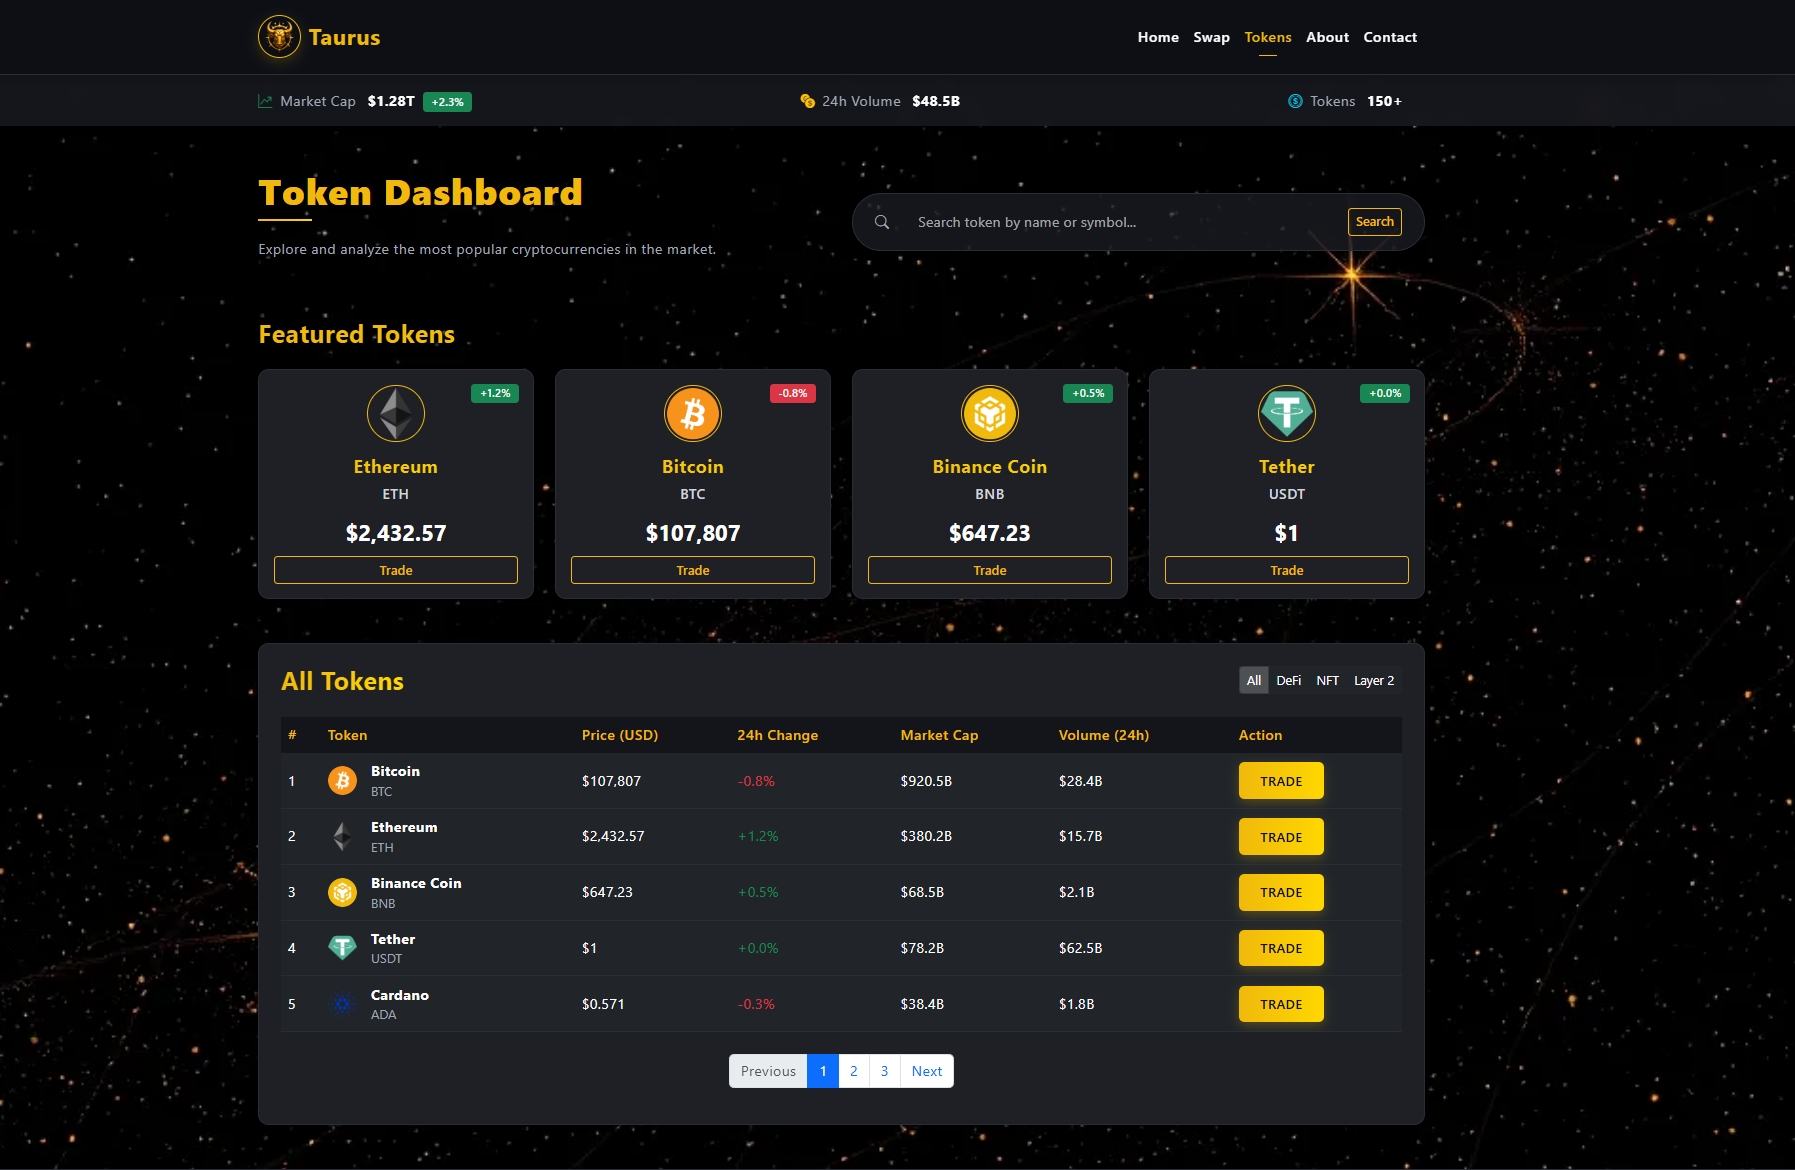 Taurus
Home Swap Tokens About Contact
Market Cap $1.28T +2.3% 24h Volume $48.5B Tokens 150+
Token Dashboard
Explore and analyze the most popular cryptocurrencies in the market.
Search token by name or symbol... Search
Featured Tokens
+1.2%
Ethereum
ETH
$2,432.57
Trade
-0.8%
Bitcoin
BTC
$107,807
Trade
+0.5%
Binance Coin
BNB
$647.23
Trade
+0.0%
Tether
USDT
$1
Trade
All Tokens
All DeFi NFT Layer 2
# Token Price (USD) 24h Change Market Cap Volume (24h) Action
1 Bitcoin BTC $107,807 -0.8% $920.5B $28.4B TRADE
2 Ethereum ETH $2,432.57 +1.2% $380.2B $15.7B TRADE
3 Binance Coin BNB $647.23 +0.5% $68.5B $2.1B TRADE
4 Tether USDT $1 +0.0% $78.2B $62.5B TRADE
5 Cardano ADA $0.571 -0.3% $38.4B $1.8B TRADE
Previous 1 2 3 Next